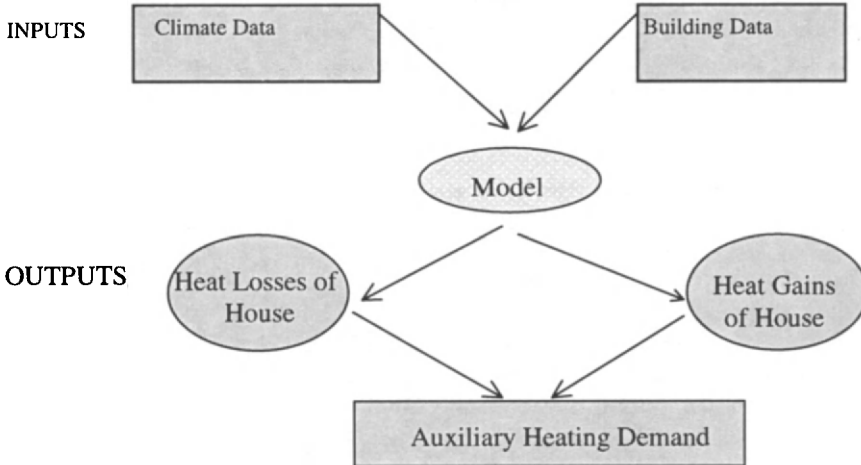 INPUTS
Climate Data
Building Data
Model
OUTPUTS
Heat Losses of
House
Heat Gains
of House
Auxiliary Heating Demand